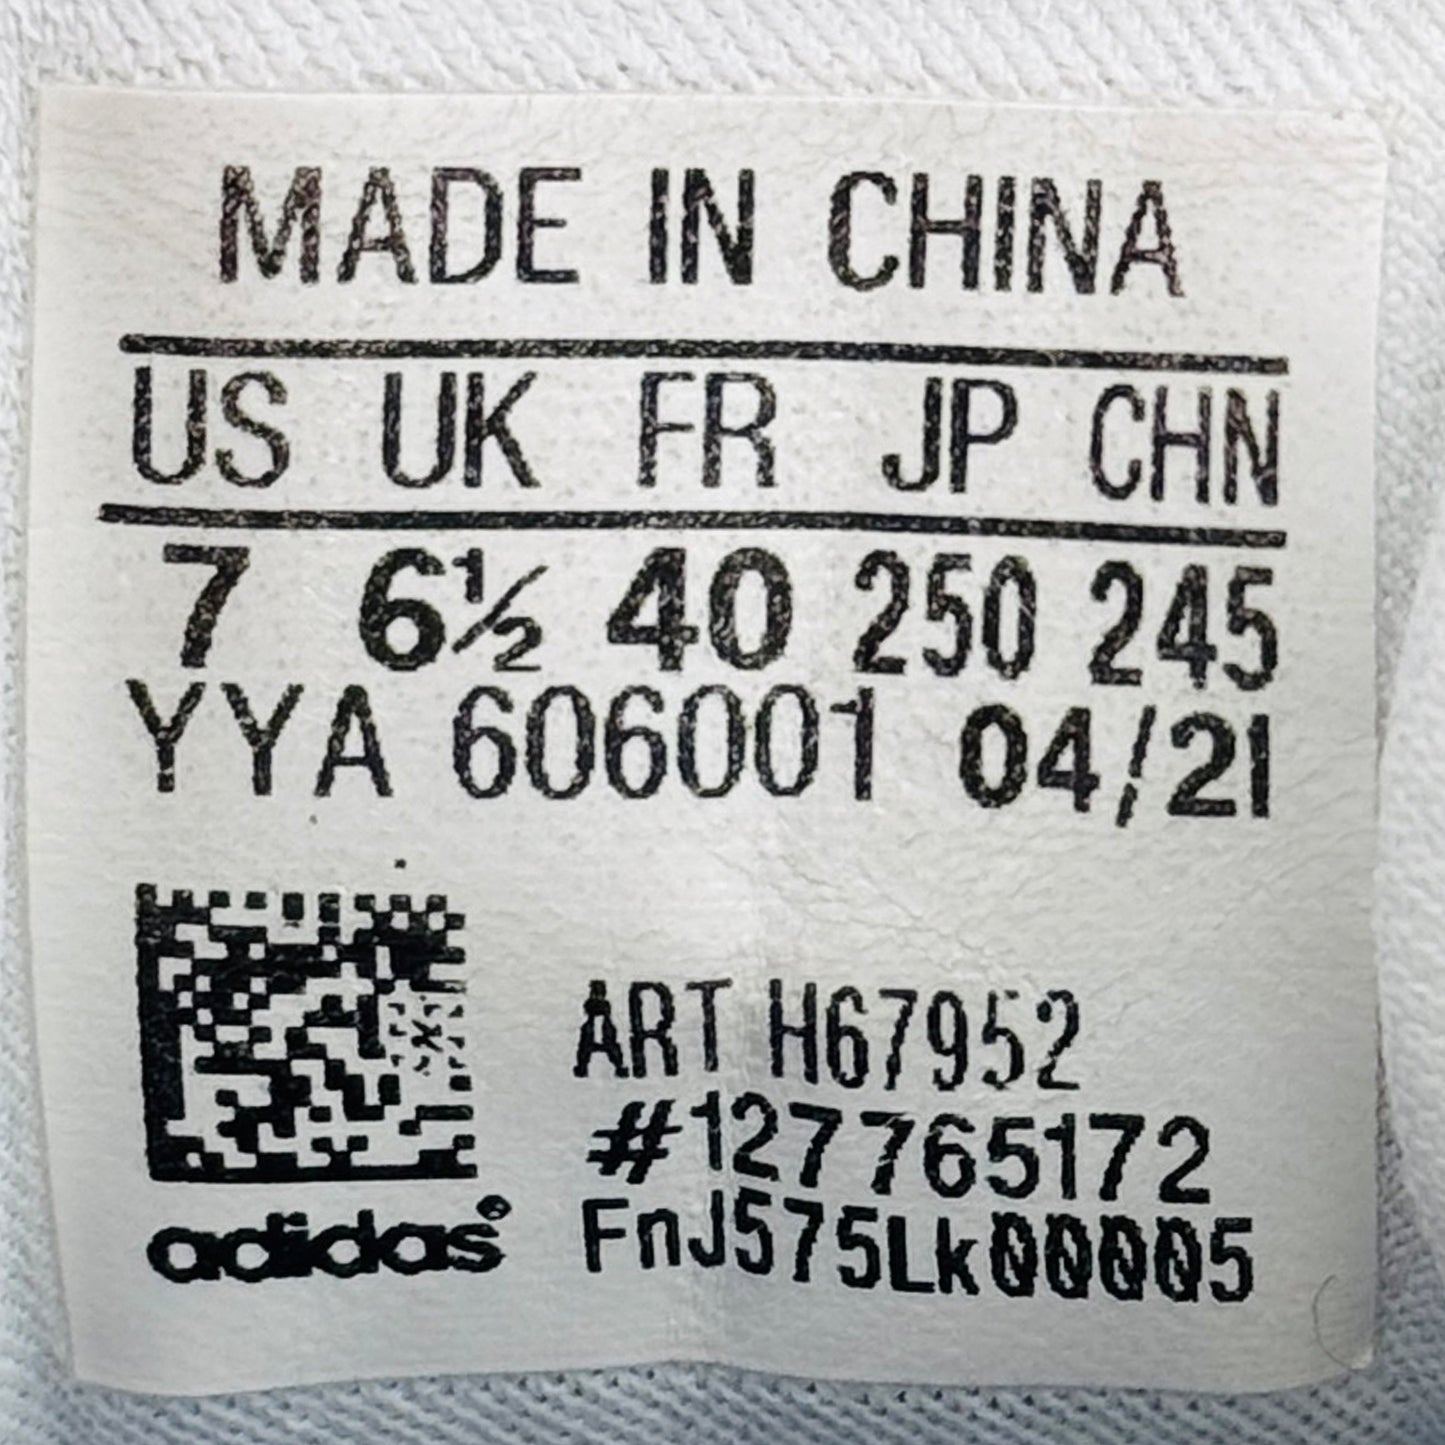 MADE IN CHINA
US UK FR JP CHN
7 6½ 40 250 245
YYA 606001 04/21
ART H67952
#127765172
FnJ575Lk00005
adidas®